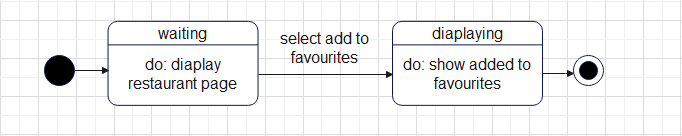 waiting
do: diaplay
restaurant page
select add to
favourites
diaplaying
do: show added to
favourites